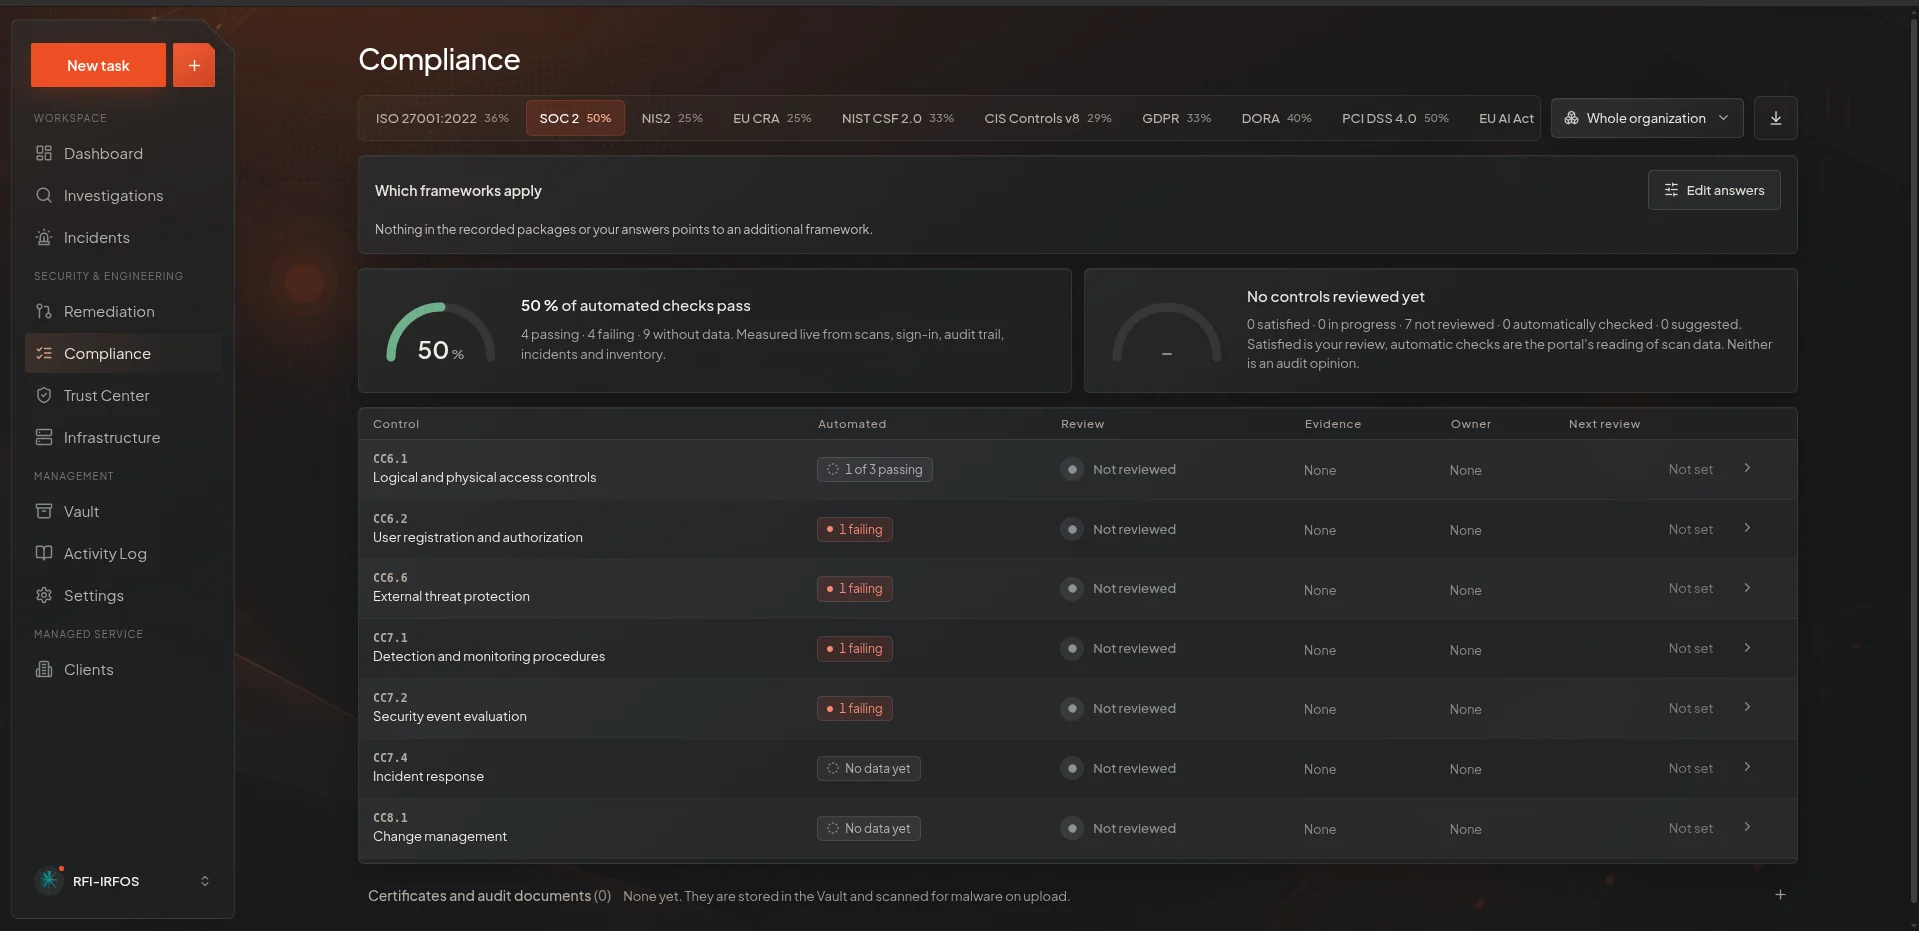 New task
+
WORKSPACE
Dashboard
Investigations
Incidents
SECURITY & ENGINEERING
Remediation
Compliance
Trust Center
Infrastructure
MANAGEMENT
Vault
Activity Log
Settings
MANAGED SERVICE
Clients
RFI-IRFOS
Compliance
ISO 27001:2022 36% SOC 2 50% NIS2 25% EU CRA 25% NIST CSF 2.0 33% CIS Controls v8 29% GDPR 33% DORA 40% PCI DSS 4.0 50% EU AI Act
Whole organization
Which frameworks apply
Edit answers
Nothing in the recorded packages or your answers points to an additional framework.
50 %
50 % of automated checks pass
4 passing · 4 failing · 9 without data. Measured live from scans, sign-in, audit trail,
incidents and inventory.
–
No controls reviewed yet
0 satisfied · 0 in progress · 7 not reviewed · 0 automatically checked · 0 suggested.
Satisfied is your review, automatic checks are the portal's reading of scan data. Neither
is an audit opinion.
Control Automated Review Evidence Owner Next review
CC6.1
Logical and physical access controls
1 of 3 passing Not reviewed None None Not set
CC6.2
User registration and authorization
1 failing Not reviewed None None Not set
CC6.6
External threat protection
1 failing Not reviewed None None Not set
CC7.1
Detection and monitoring procedures
1 failing Not reviewed None None Not set
CC7.2
Security event evaluation
1 failing Not reviewed None None Not set
CC7.4
Incident response
No data yet Not reviewed None None Not set
CC8.1
Change management
No data yet Not reviewed None None Not set
Certificates and audit documents (0) None yet. They are stored in the Vault and scanned for malware on upload.
+